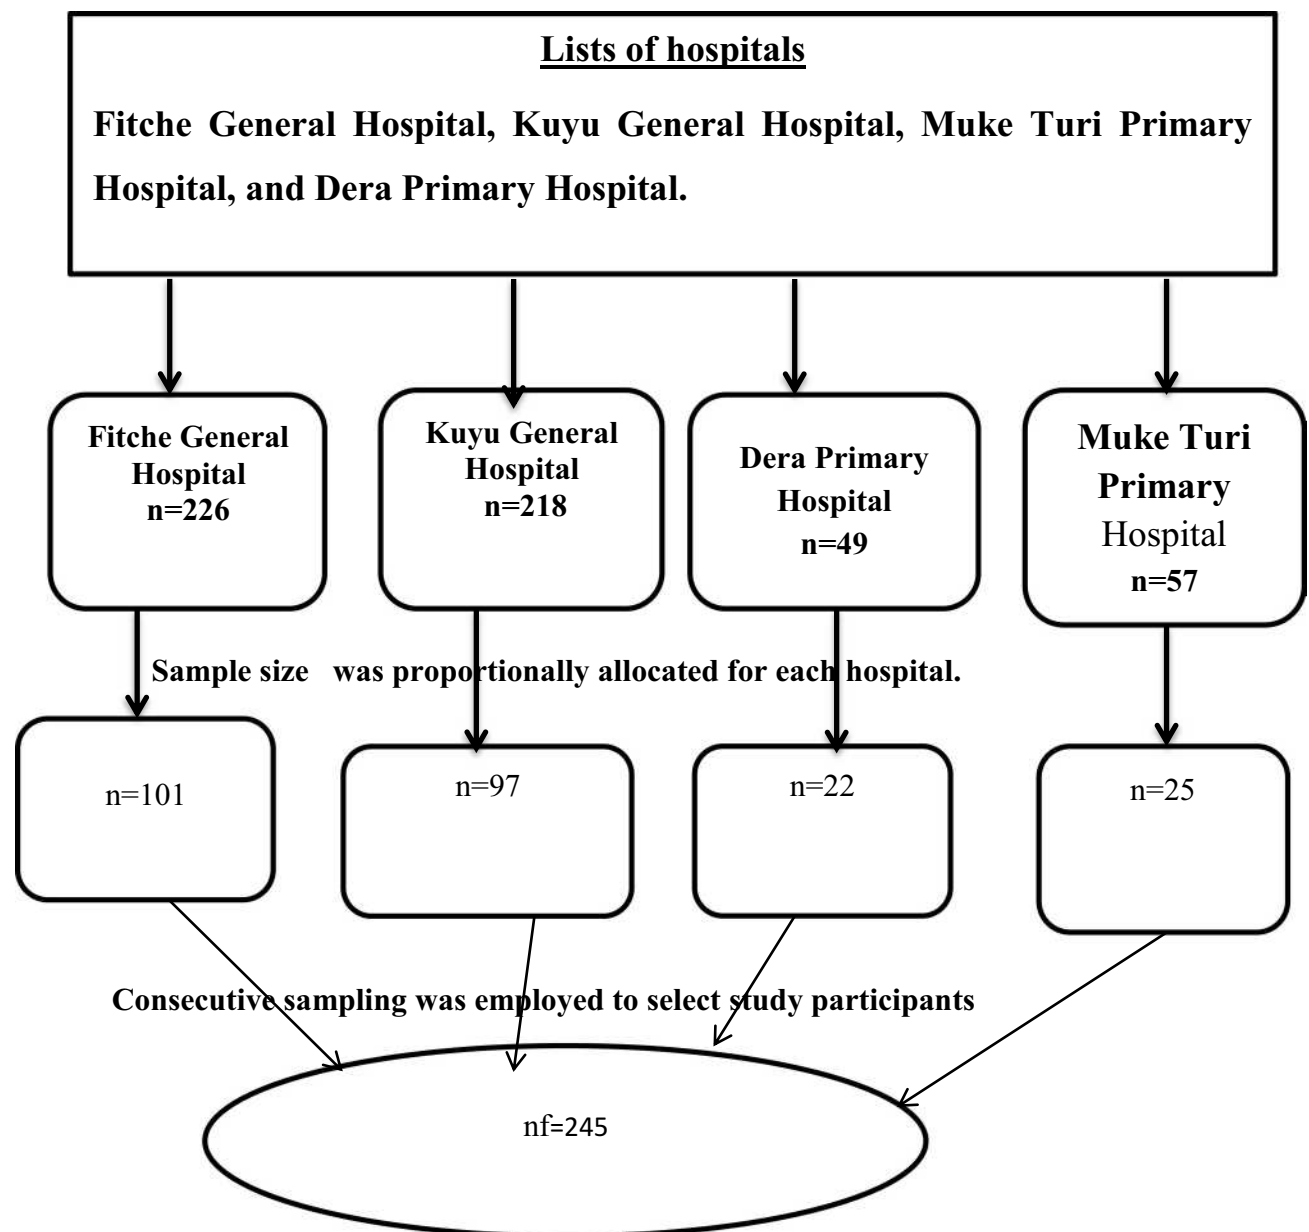 Lists of hospitals
Fitche General Hospital, Kuyu General Hospital, Muke Turi Primary
Hospital, and Dera Primary Hospital.
Fitche General
Hospital
n=226
Kuyu General
Hospital
n=218
Dera Primary
Hospital
n=49
Muke Turi
Primary
Hospital
n=57
Sample size was proportionally allocated for each hospital.
n=101
n=97
n=22
n=25
Consecutive sampling was employed to select study participants
nf=245